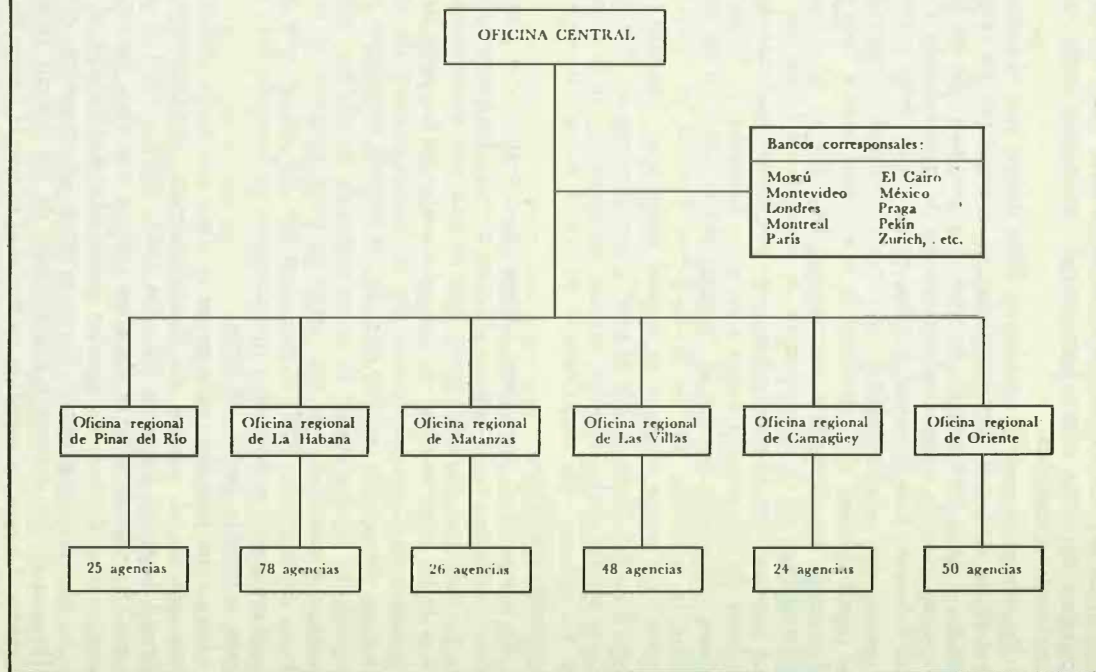 OFICINA CENTRAL
Bancos corresponsales:
Moscú El Cairo
Montevideo México
Londres Praga
Montreal Pekín
París Zurich, . etc.
Oficina regional
de Pinar del Río
Oficina regional
de La Habana
Oficina regional
de Matanzas
Oficina regional
de Las Villas
Oficina regional
de Camagüey
Oficina regional
de Oriente
25 agencias
78 agencias
26 agencias
48 agencias
24 agencias
50 agencias